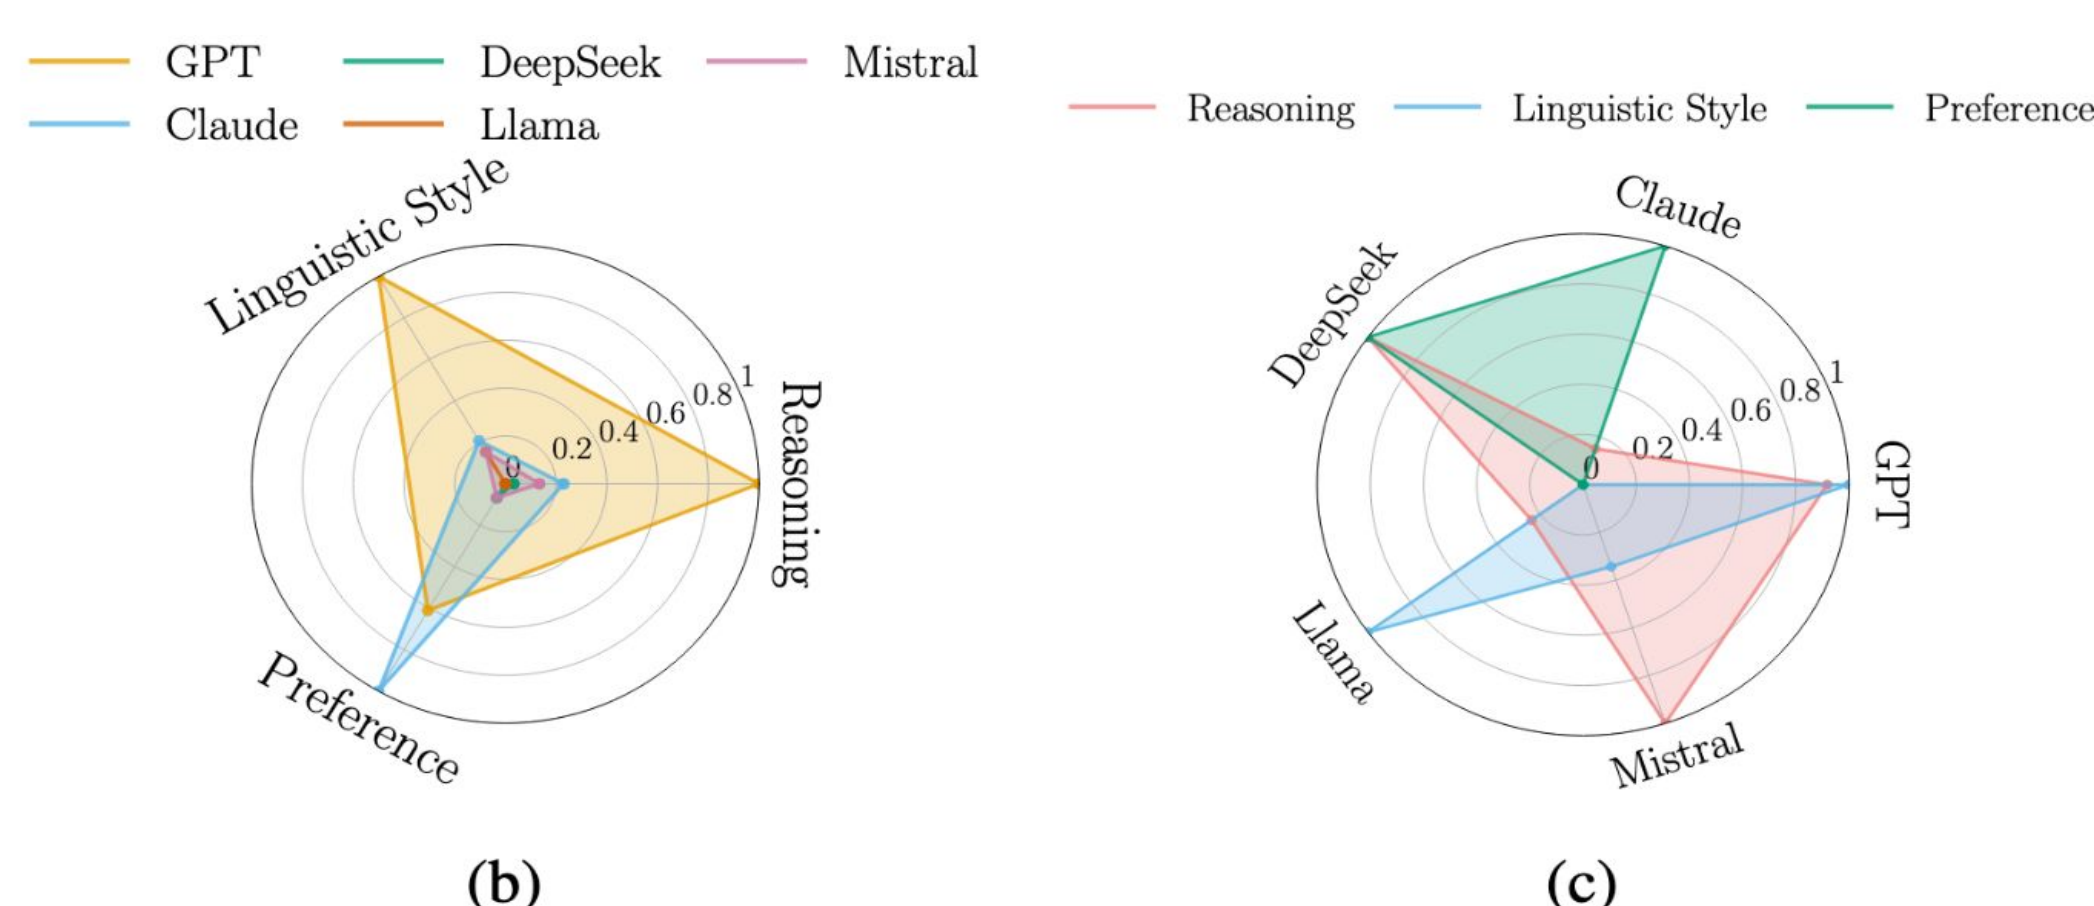 GPT DeepSeek Mistral
Claude Llama
Linguistic Style
Reasoning
Preference
0 0.2 0.4 0.6 0.8 1
(b)
Reasoning Linguistic Style Preference
Claude
DeepSeek
GPT
Llama
Mistral
0 0.2 0.4 0.6 0.8 1
(c)